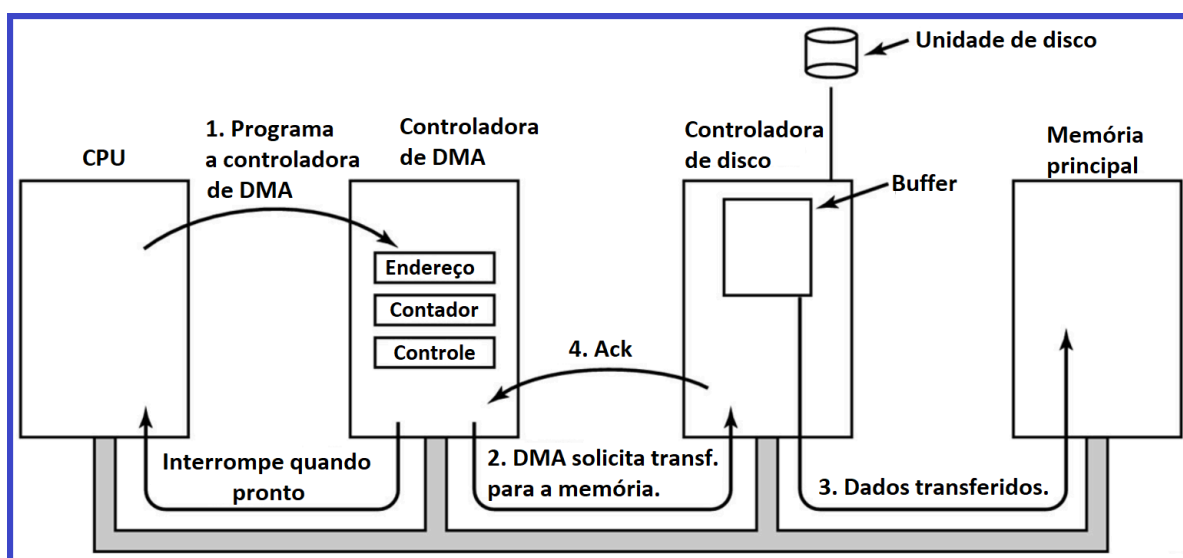 Unidade de disco
1. Programa
a controladora
de DMA
Controladora
de DMA
Controladora
de disco
Memória
principal
CPU
Buffer
Endereço
Contador
Controle
4. Ack
Interrompe quando
pronto
2. DMA solicita transf.
para a memória.
3. Dados transferidos.